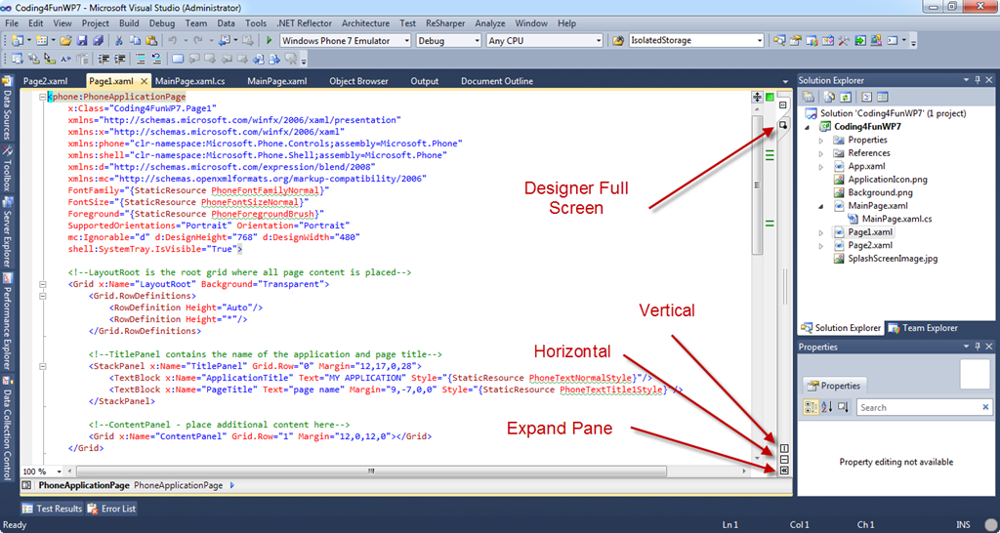 Coding4FunWP7 - Microsoft Visual Studio (Administrator)
File Edit View Project Build Debug Team Data Tools .NET Reflector Architecture Test ReSharper Analyze Window Help
Windows Phone 7 Emulator Debug Any CPU IsolatedStorage
Page2.xaml Page1.xaml MainPage.xaml.cs MainPage.xaml Object Browser Output Document Outline
Data Sources
Toolbox
Server Explorer
Performance Explorer
Data Collection Control
<phone:PhoneApplicationPage
x:Class="Coding4FunWP7.Page1"
xmlns="http://schemas.microsoft.com/winfx/2006/xaml/presentation"
xmlns:x="http://schemas.microsoft.com/winfx/2006/xaml"
xmlns:phone="clr-namespace:Microsoft.Phone.Controls;assembly=Microsoft.Phone"
xmlns:shell="clr-namespace:Microsoft.Phone.Shell;assembly=Microsoft.Phone"
xmlns:d="http://schemas.microsoft.com/expression/blend/2008"
xmlns:mc="http://schemas.openxmlformats.org/markup-compatibility/2006"
FontFamily="{StaticResource PhoneFontFamilyNormal}"
FontSize="{StaticResource PhoneFontSizeNormal}"
Foreground="{StaticResource PhoneForegroundBrush}"
SupportedOrientations="Portrait" Orientation="Portrait"
mc:Ignorable="d" d:DesignHeight="768" d:DesignWidth="480"
shell:SystemTray.IsVisible="True">
<!--LayoutRoot is the root grid where all page content is placed-->
<Grid x:Name="LayoutRoot" Background="Transparent">
<Grid.RowDefinitions>
<RowDefinition Height="Auto"/>
<RowDefinition Height="*"/>
</Grid.RowDefinitions>
<!--TitlePanel contains the name of the application and page title-->
<StackPanel x:Name="TitlePanel" Grid.Row="0" Margin="12,17,0,28">
<TextBlock x:Name="ApplicationTitle" Text="MY APPLICATION" Style="{StaticResource PhoneTextNormalStyle}"/>
<TextBlock x:Name="PageTitle" Text="page name" Margin="9,-7,0,0" Style="{StaticResource PhoneTextTitle1Style}"/>
</StackPanel>
<!--ContentPanel - place additional content here-->
<Grid x:Name="ContentPanel" Grid.Row="1" Margin="12,0,12,0"></Grid>
</Grid>
Designer Full
Screen
Vertical
Horizontal
Expand Pane
100 %
PhoneApplicationPage PhoneApplicationPage
Solution Explorer
Solution 'Coding4FunWP7' (1 project)
Coding4FunWP7
Properties
References
App.xaml
ApplicationIcon.png
Background.png
MainPage.xaml
MainPage.xaml.cs
Page1.xaml
Page2.xaml
SplashScreenImage.jpg
Solution Explorer Team Explorer
Properties
Properties
Search
Property editing not available
Test Results Error List
Ready Ln 1 Col 1 Ch 1 INS